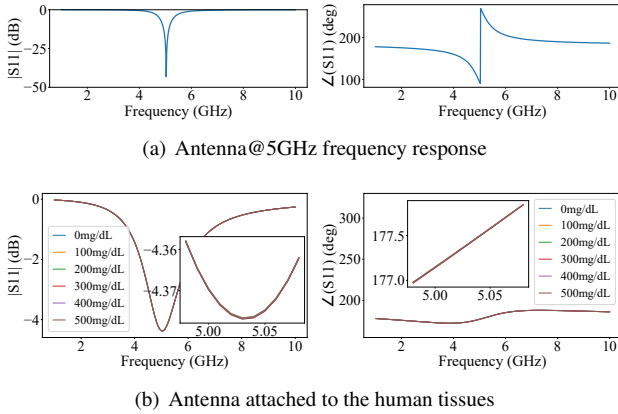 0
−25
−50
|S11| (dB)
2 4 6 8 10
Frequency (GHz)
200
100
∠(S11) (deg)
2 4 6 8 10
Frequency (GHz)
(a) Antenna@5GHz frequency response
0
−2
−4
|S11| (dB)
0mg/dL
100mg/dL
200mg/dL
300mg/dL
400mg/dL
500mg/dL
−4.36
−4.37
5.00 5.05
2 4 6 8 10
Frequency (GHz)
300
250
200
150
∠(S11) (deg)
177.5
177.0
5.00 5.05
0mg/dL
100mg/dL
200mg/dL
300mg/dL
400mg/dL
500mg/dL
2 4 6 8 10
Frequency (GHz)
(b) Antenna attached to the human tissues